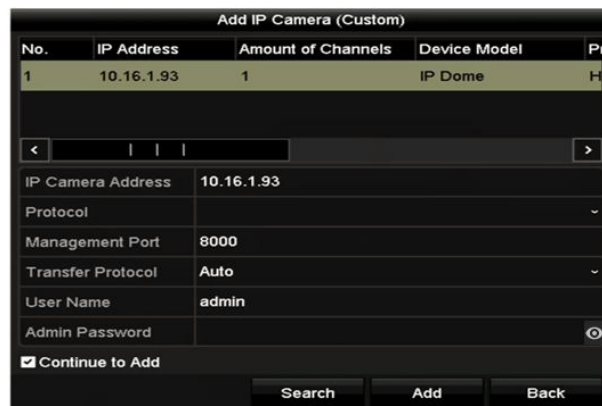 Add IP Camera (Custom)
No. IP Address Amount of Channels Device Model
1 10.16.1.93 1 IP Dome
IP Camera Address 10.16.1.93
Protocol
Management Port 8000
Transfer Protocol Auto
User Name admin
Admin Password
Continue to Add
Search Add Back